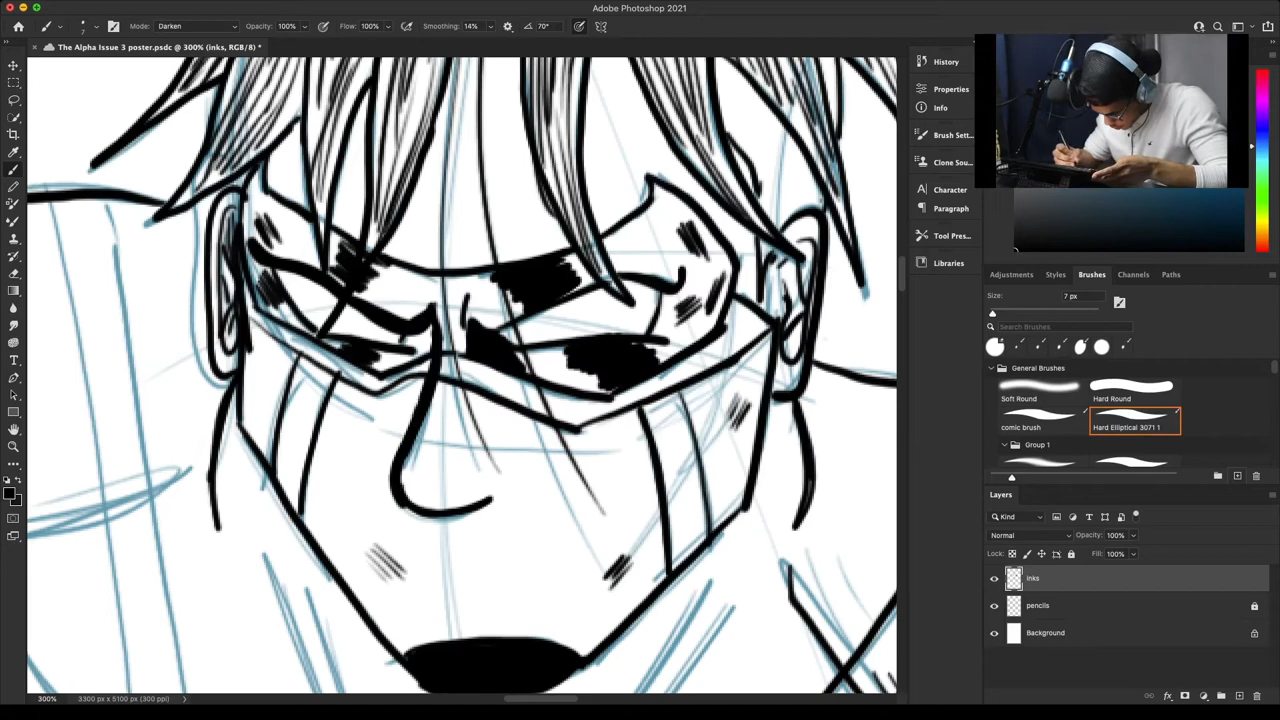 Adobe Photoshop 2021
7
Mode: Darken
Opacity: 100%
Flow: 100%
Smoothing: 14%
70°
The Alpha Issue 3 poster.psdc @ 300% (inks, RGB/8) *
History
Properties
Info
Brush Sett...
Clone Sou...
Character
Paragraph
Tool Pres...
Libraries
Adjustments Styles Brushes Channels Paths
Size: 7 px
Search Brushes
General Brushes
Soft Round Hard Round
comic brush Hard Elliptical 3071 1
Group 1
Layers
Kind
Normal Opacity: 100%
Lock: Fill: 100%
inks
pencils
Background
300% 3300 px x 5100 px (300 ppi)